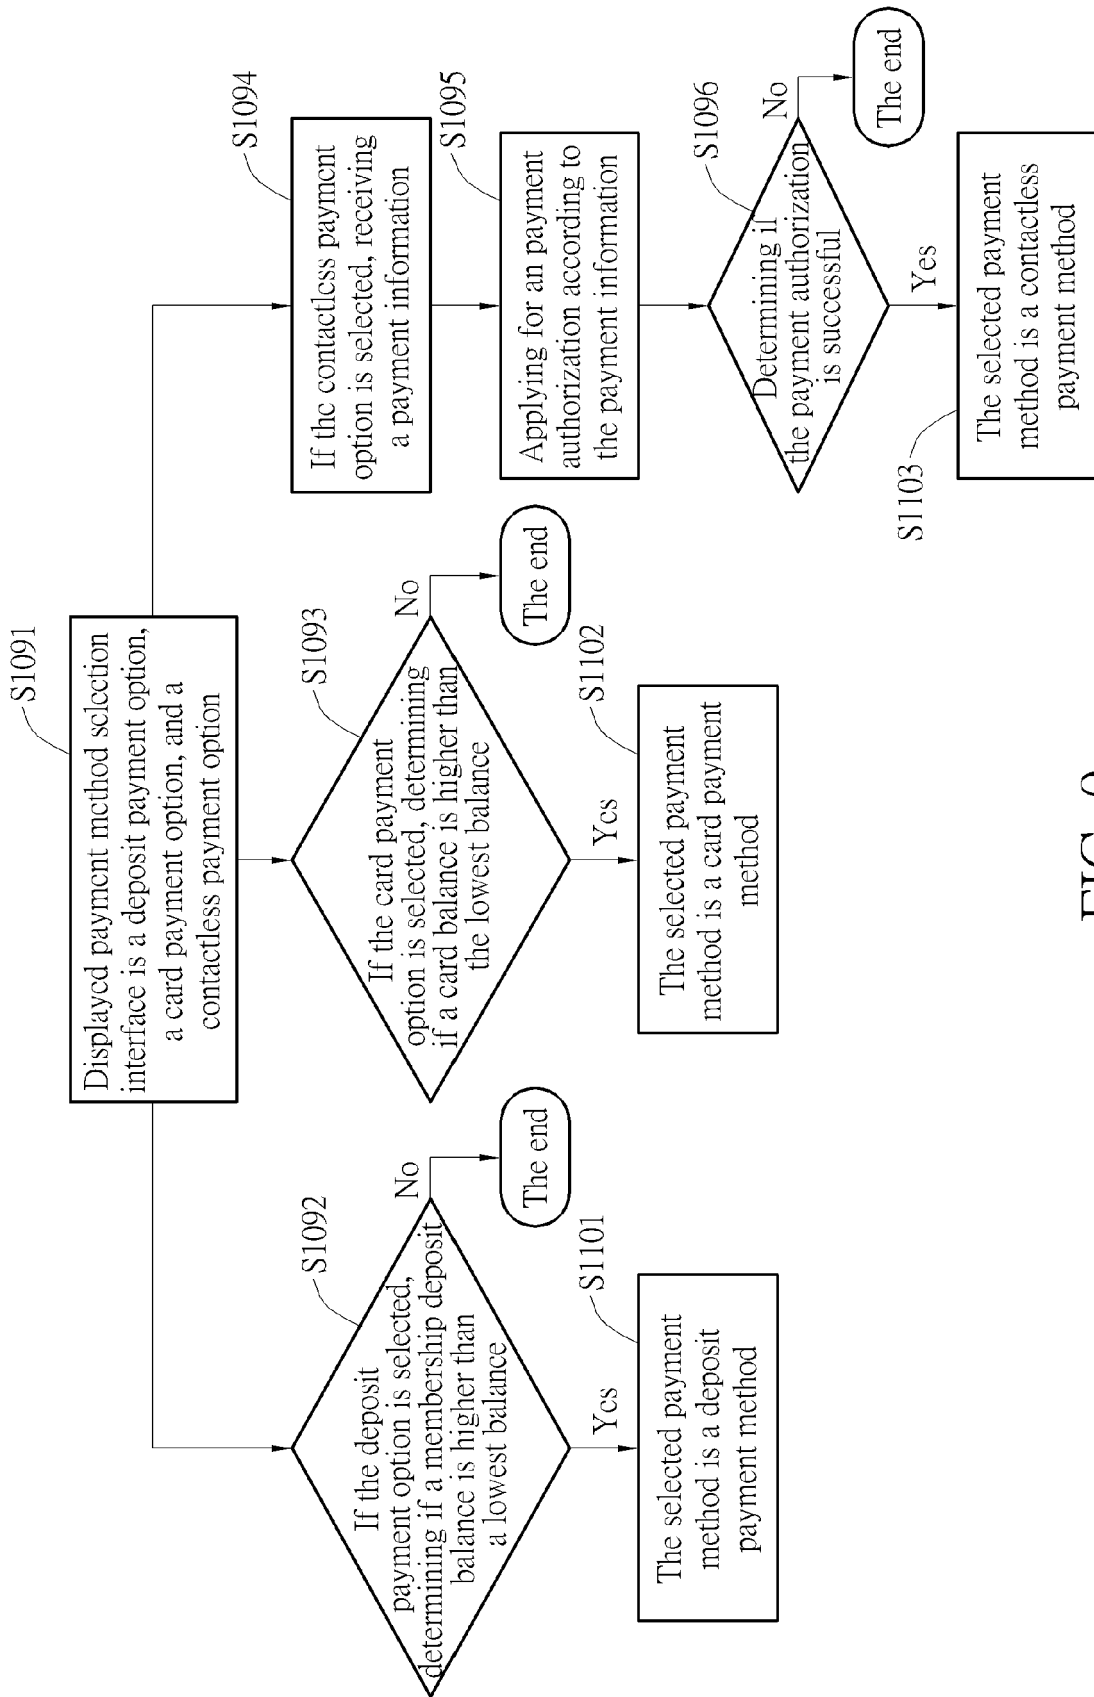 S1091
Displayed payment method selection
interface is a deposit payment option,
a card payment option, and a
contactless payment option
S1092
If the deposit
payment option is selected,
determining if a membership deposit
balance is higher than
a lowest balance
No
The end
Yes
S1101
The selected payment
method is a deposit
payment method
S1093
If the card payment
option is selected, determining
if a card balance is higher than
the lowest balance
No
The end
Yes
S1102
The selected payment
method is a card payment
method
S1094
If the contactless payment
option is selected, receiving
a payment information
S1095
Applying for an payment
authorization according to
the payment information
S1096
Determining if
the payment authorization
is successful
No
The end
Yes
S1103
The selected payment
method is a contactless
payment method